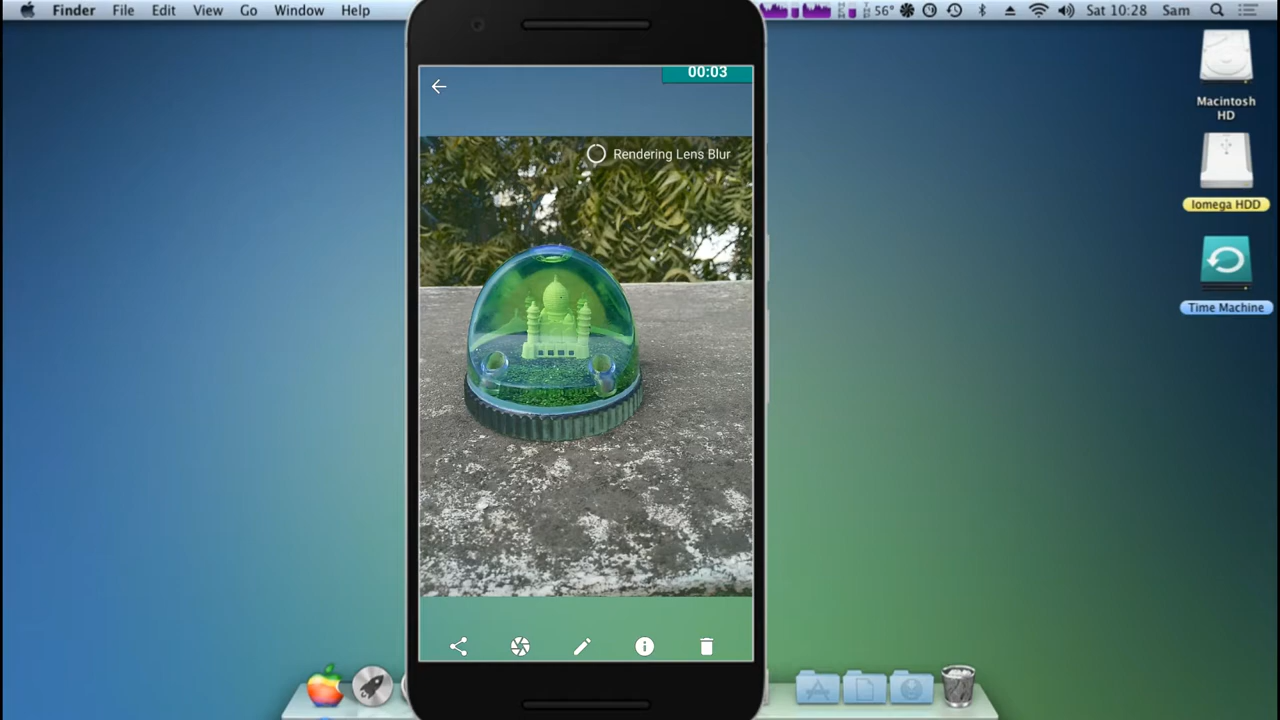 Finder File Edit View Go Window Help 56° Sat 10:28 Sam
00:03
Rendering Lens Blur
Macintosh
HD
Iomega HDD
Time Machine